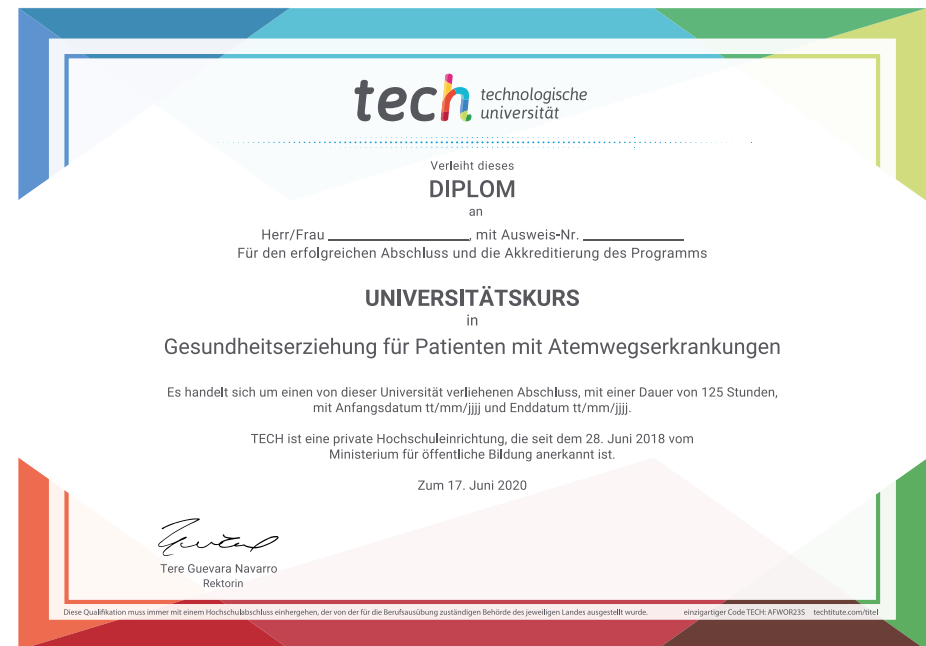 tech technologische
universität
Verleiht dieses
DIPLOM
an
Herr/Frau ____________________, mit Ausweis-Nr. ______________
Für den erfolgreichen Abschluss und die Akkreditierung des Programms
UNIVERSITÄTSKURS
in
Gesundheitserziehung für Patienten mit Atemwegserkrankungen
Es handelt sich um einen von dieser Universität verliehenen Abschluss, mit einer Dauer von 125 Stunden,
mit Anfangsdatum tt/mm/jjjj und Enddatum tt/mm/jjjj.
TECH ist eine private Hochschuleinrichtung, die seit dem 28. Juni 2018 vom
Ministerium für öffentliche Bildung anerkannt ist.
Zum 17. Juni 2020
Tere Guevara Navarro
Rektorin
Diese Qualifikation muss immer mit einem Hochschulabschluss einhergehen, der von der für die Berufsausübung zuständigen Behörde des jeweiligen Landes ausgestellt wurde. einzigartiger Code TECH: AFWOR23S techtitute.com/titel